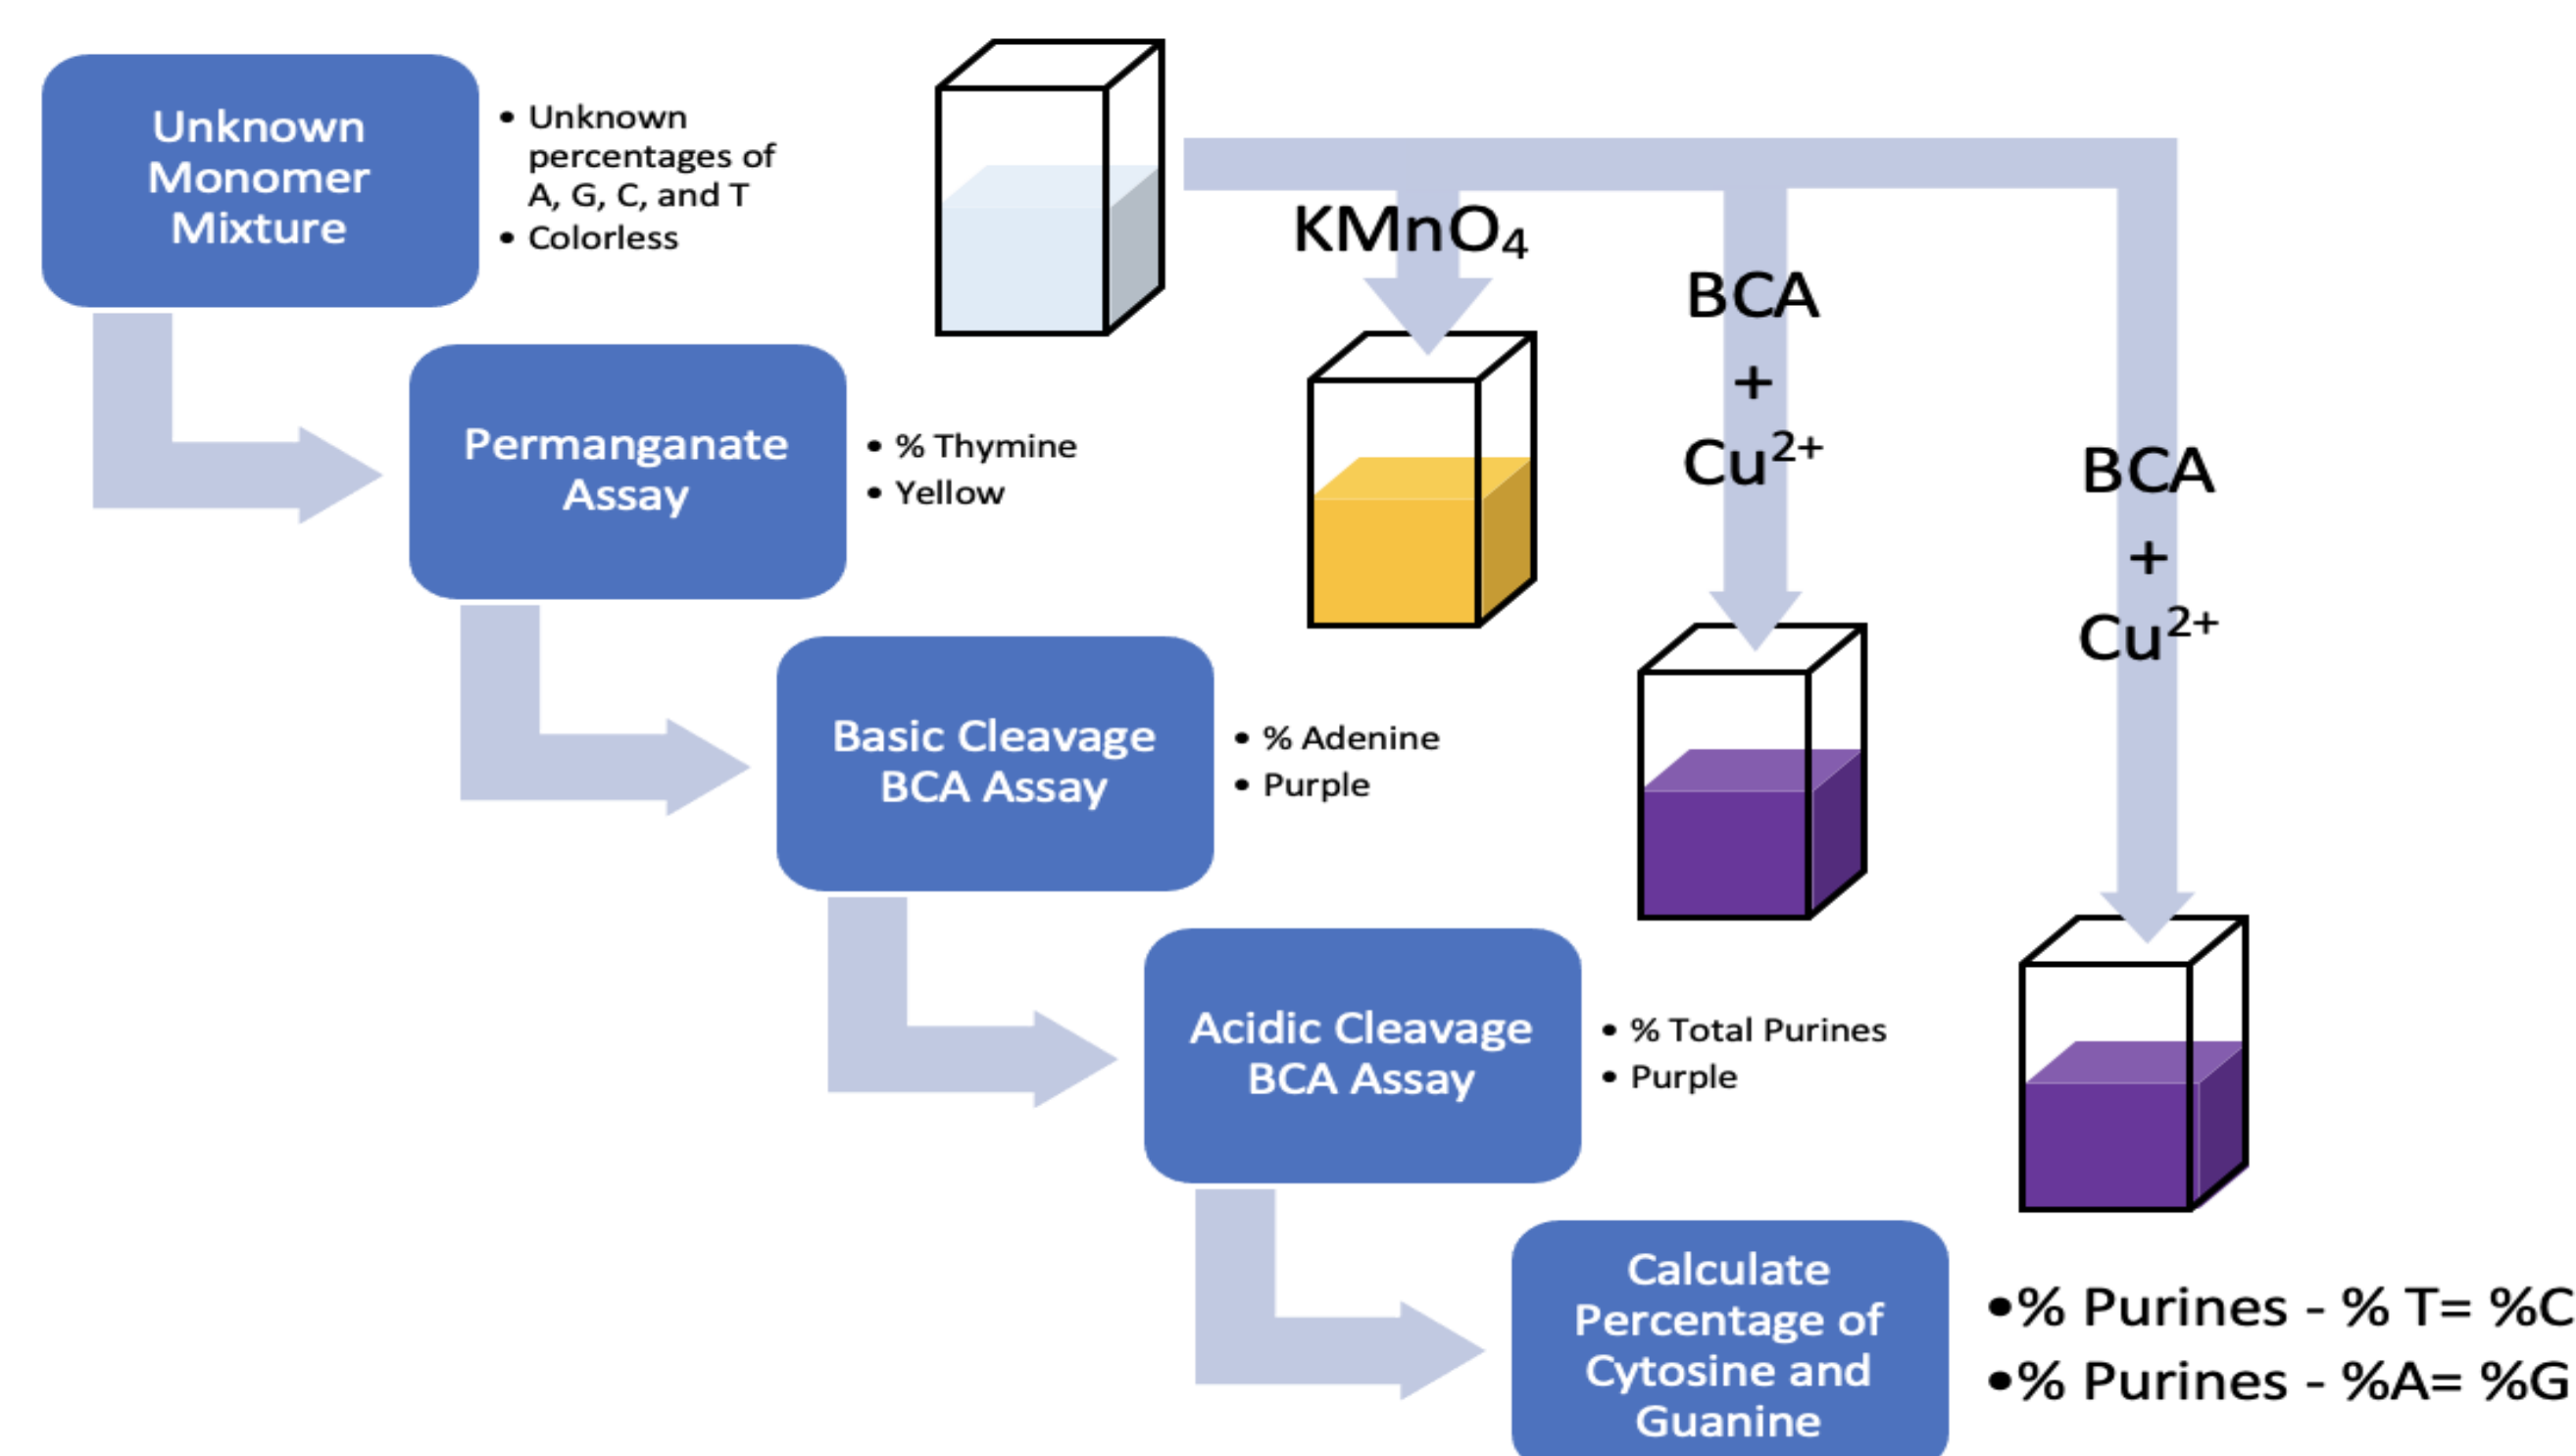 Unknown
Monomer
Mixture
• Unknown
percentages of
A, G, C, and T
• Colorless
KMnO₄
BCA
+
Cu²⁺
BCA
+
Cu²⁺
Permanganate
Assay
• % Thymine
• Yellow
Basic Cleavage
BCA Assay
• % Adenine
• Purple
Acidic Cleavage
BCA Assay
• % Total Purines
• Purple
Calculate
Percentage of
Cytosine and
Guanine
•% Purines - % T= %C
•% Purines - %A= %G